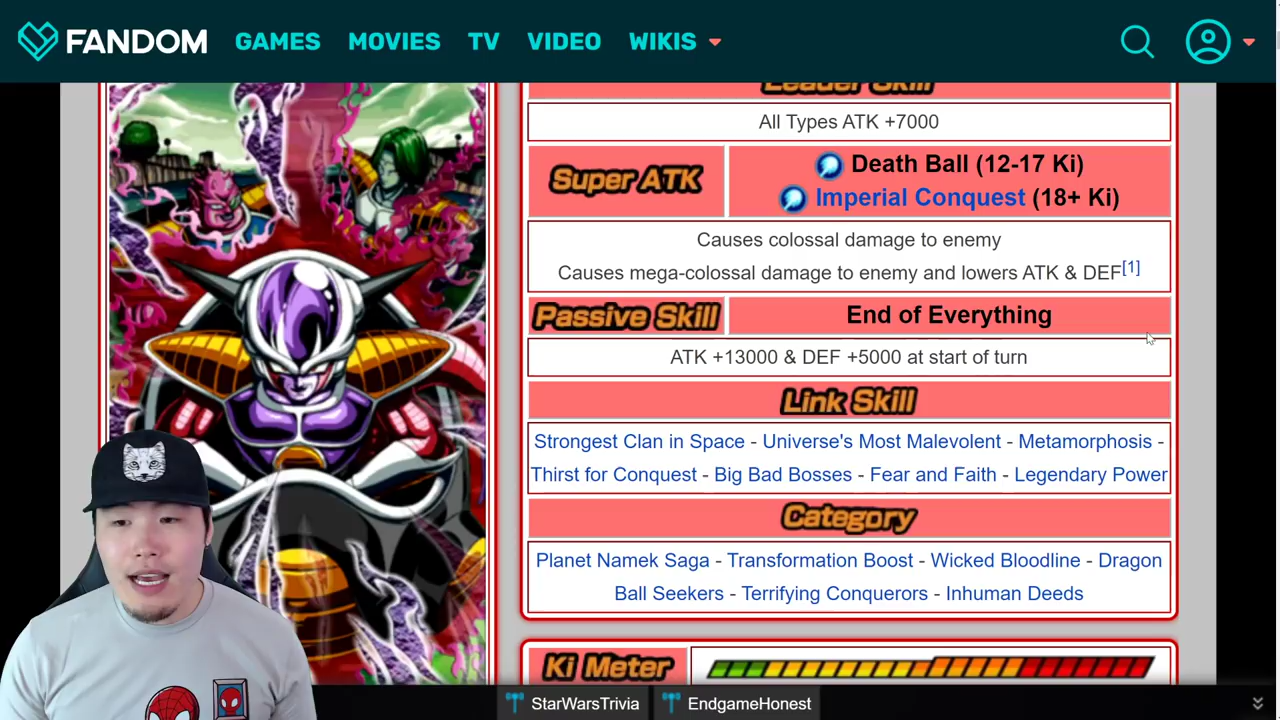 FANDOM GAMES MOVIES TV VIDEO WIKIS
Leader Skill
All Types ATK +7000
Super ATK
Death Ball (12-17 Ki)
Imperial Conquest (18+ Ki)
Causes colossal damage to enemy
Causes mega-colossal damage to enemy and lowers ATK & DEF[1]
Passive Skill
End of Everything
ATK +13000 & DEF +5000 at start of turn
Link Skill
Strongest Clan in Space - Universe's Most Malevolent - Metamorphosis -
Thirst for Conquest - Big Bad Bosses - Fear and Faith - Legendary Power
Category
Planet Namek Saga - Transformation Boost - Wicked Bloodline - Dragon
Ball Seekers - Terrifying Conquerors - Inhuman Deeds
Ki Meter
StarWarsTrivia EndgameHonest